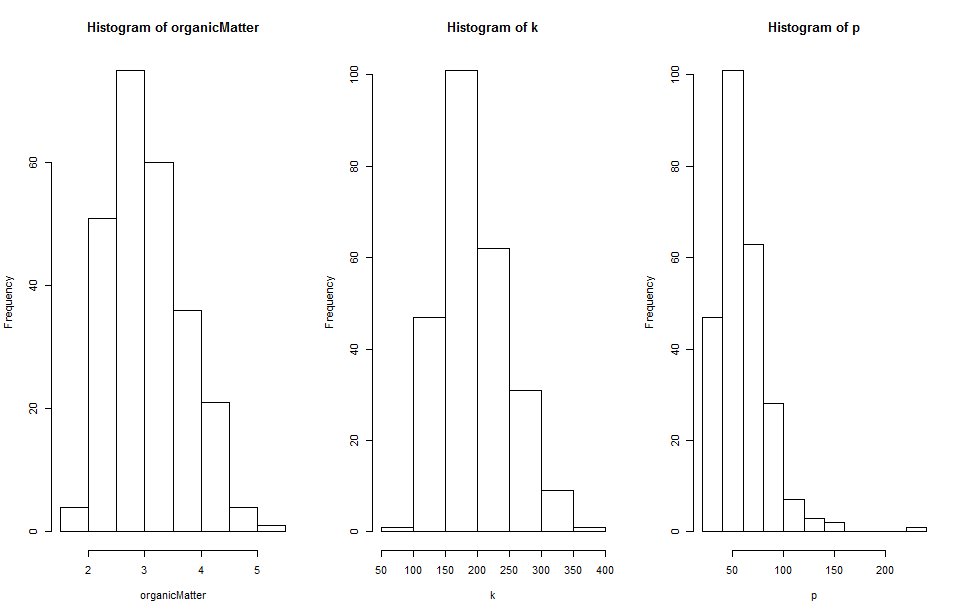 Histogram of organicMatter
Frequency
60
40
20
0
2 3 4 5
organicMatter
Histogram of k
Frequency
100
80
60
40
20
0
50 100 150 200 250 300 350 400
k
Histogram of p
Frequency
100
80
60
40
20
0
50 100 150 200
p